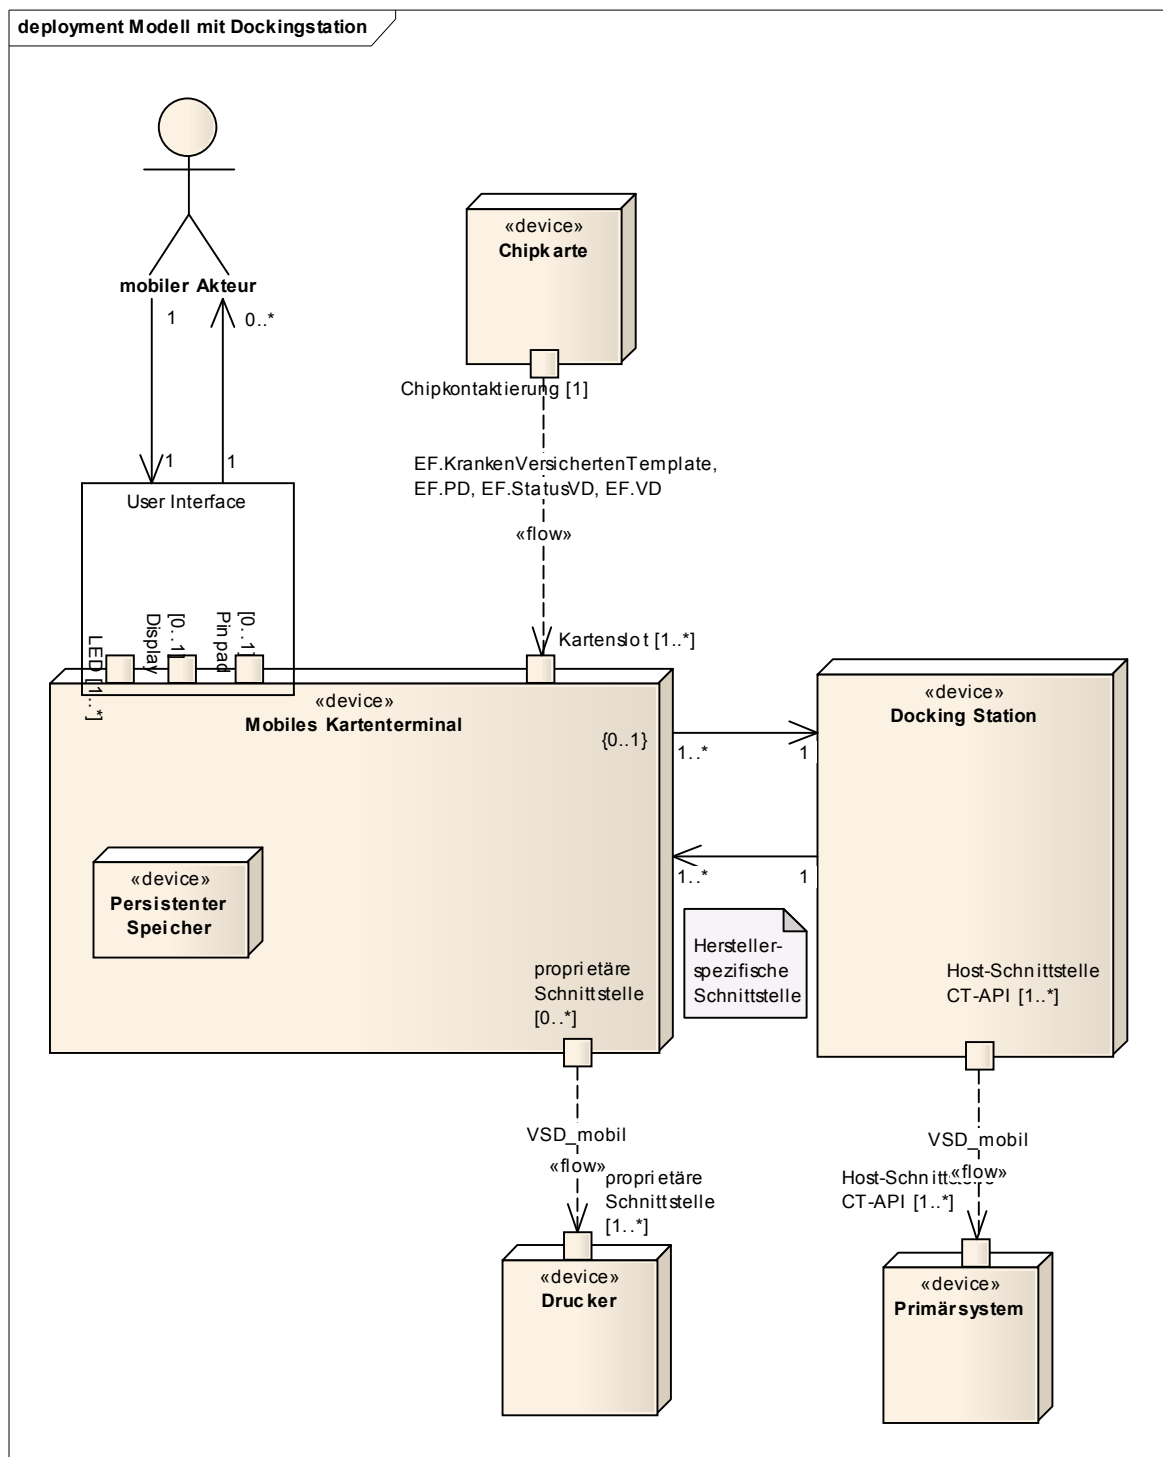 deployment Modell mit Dockingstation
mobiler Akteur
1
0..*
1
1
User Interface
LED [1..*]
Display
[0..1]
Pin pad
[0..1]
«device»
Chipkarte
Chipkontaktierung [1]
EF.KrankenVersichertenTemplate,
EF.PD, EF.StatusVD, EF.VD
«flow»
Kartenslot [1..*]
«device»
Mobiles Kartenterminal
{0..1}
1..*
1
«device»
Docking Station
1..*
1
«device»
Persistenter
Speicher
Hersteller-
spezifische
Schnittstelle
proprietäre
Schnittstelle
[0..*]
Host-Schnittstelle
CT-API [1..*]
VSD_mobil
«flow»
proprietäre
Schnittstelle
[1..*]
VSD_mobil
«flow»
Host-Schnittstelle
CT-API [1..*]
«device»
Drucker
«device»
Primärsystem